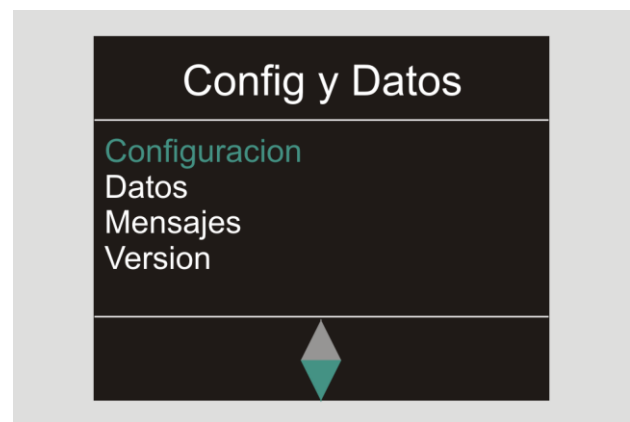 Config y Datos
Configuracion
Datos
Mensajes
Version